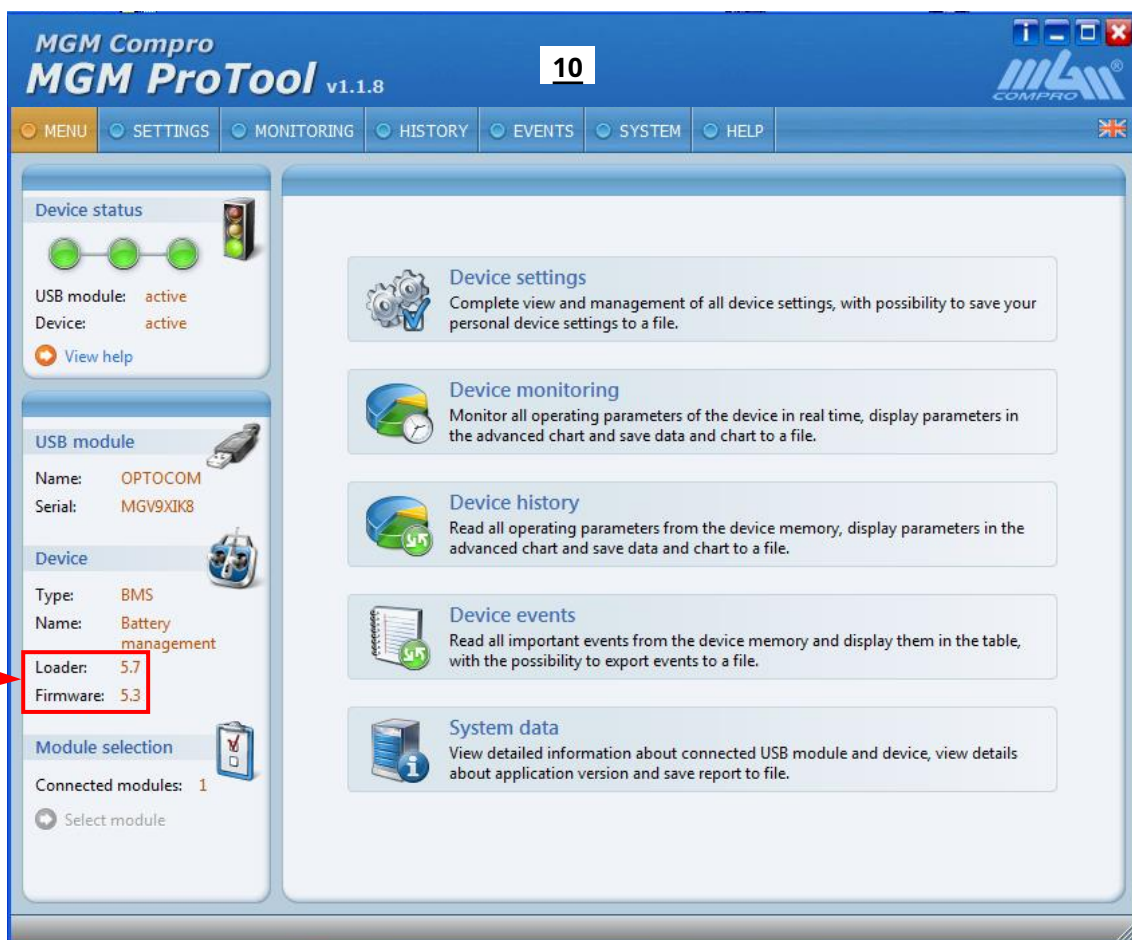 MGM Compro
MGM ProTool v1.1.8
10
mgm®
COMPRO
MENU SETTINGS MONITORING HISTORY EVENTS SYSTEM HELP
Device status
USB module: active
Device: active
View help
USB module
Name: OPTOCOM
Serial: MGV9XIK8
Device
Type: BMS
Name: Battery
management
Loader: 5.7
Firmware: 5.3
Module selection
Connected modules: 1
Select module
Device settings
Complete view and management of all device settings, with possibility to save your
personal device settings to a file.
Device monitoring
Monitor all operating parameters of the device in real time, display parameters in
the advanced chart and save data and chart to a file.
Device history
Read all operating parameters from the device memory, display parameters in the
advanced chart and save data and chart to a file.
Device events
Read all important events from the device memory and display them in the table,
with the possibility to export events to a file.
System data
View detailed information about connected USB module and device, view details
about application version and save report to file.